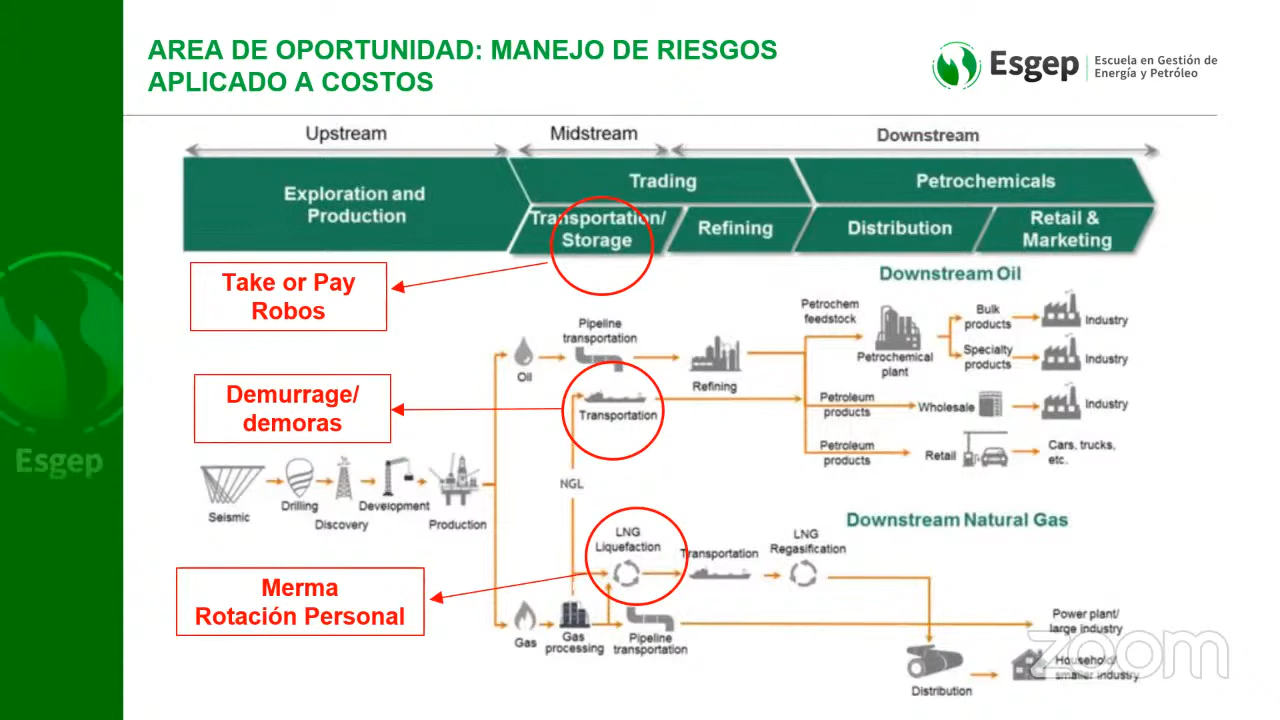 AREA DE OPORTUNIDAD: MANEJO DE RIESGOS
APLICADO A COSTOS
Esgep
Escuela en Gestión de
Energía y Petróleo
Upstream
Midstream
Downstream
Exploration and
Production
Trading
Petrochemicals
Transportation/
Storage
Refining
Distribution
Retail &
Marketing
Take or Pay
Robos
Downstream Oil
Pipeline
transportation
Oil
Refining
Petrochem
feedstock
Petrochemical
plant
Bulk
products
Industry
Specialty
products
Industry
Demurrage/
demoras
Transportation
Petroleum
products
Wholesale
Industry
Petroleum
products
Retail
Cars, trucks,
etc.
Esgep
Seismic
Drilling
Discovery
Development
Production
NGL
Downstream Natural Gas
LNG
Liquefaction
Transportation
LNG
Regasification
Merma
Rotación Personal
Gas
Gas
processing
Pipeline
transportation
Power plant/
large industry
Distribution
Household/
smaller industry
zoom